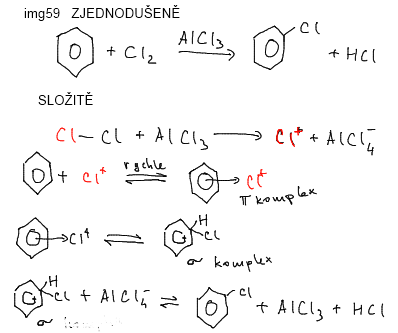 img59 ZJEDNODUŠENĚ
+ Cl₂ AlCl₃ Cl + HCl
SLOŽITĚ
Cl—Cl + AlCl₃ → Cl⁺ + AlCl₄⁻
+ Cl⁺ rychle Cl⁺
π komplex
Cl⁺ ⇌ H Cl
σ komplex
H Cl + AlCl₄⁻ ⇌ Cl + AlCl₃ + HCl
σ komplex